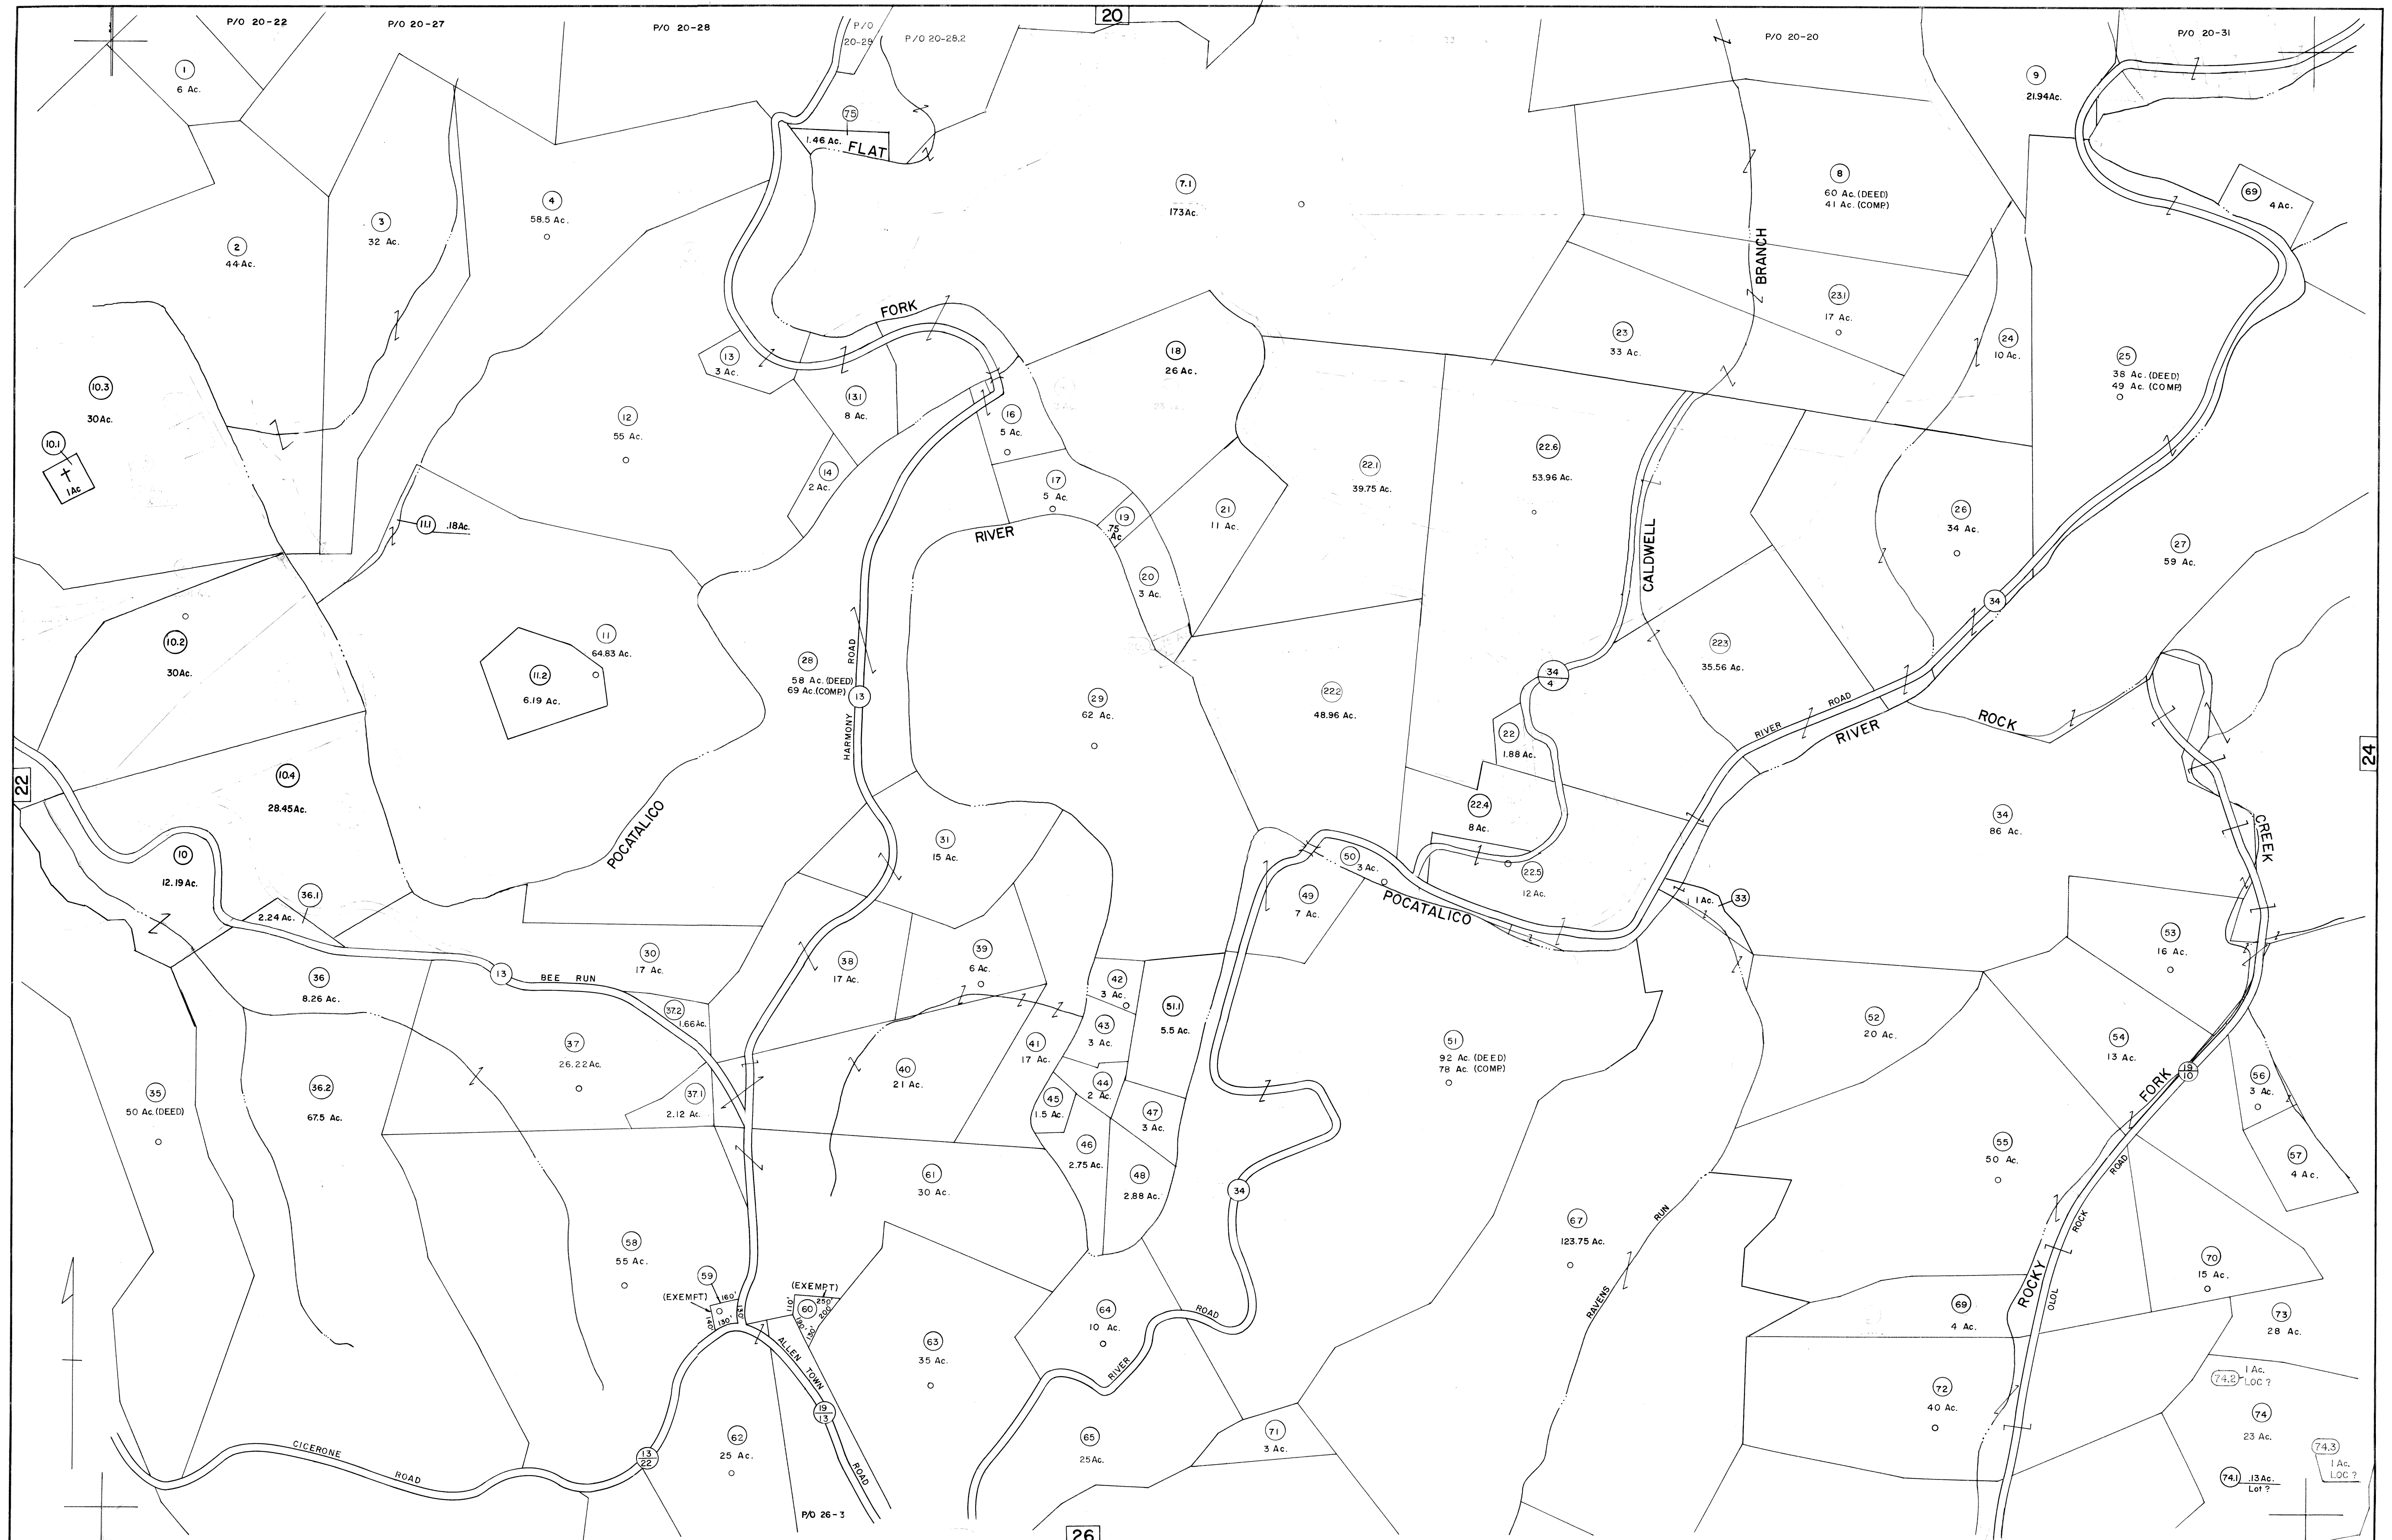 20
P/O 20-22
P/O 20-27
P/O 20-28
P/O
20-28
P/O 20-28.2
P/O 20-20
P/O 20-31
1
6 Ac.
2
44 Ac.
3
32 Ac.
4
58.5 Ac.
75
1.46 Ac.
FLAT
7.1
173 Ac.
8
60 Ac. (DEED)
41 Ac. (COMP.)
9
21.94 Ac.
69
4 Ac.
BRANCH
FORK
10.3
30 Ac.
10.1
1 Ac
11.1 .18 Ac.
12
55 Ac.
13
3 Ac.
13.1
8 Ac.
14
2 Ac.
16
5 Ac.
17
5 Ac.
18
26 Ac.
19
.75
Ac.
20
3 Ac.
21
11 Ac.
22.1
39.75 Ac.
22.6
53.96 Ac.
23
33 Ac.
23.1
17 Ac.
24
10 Ac.
25
38 Ac. (DEED)
49 Ac. (COMP.)
26
34 Ac.
27
59 Ac.
RIVER
CALDWELL
34
10.2
30 Ac.
11
64.83 Ac.
11.2
6.19 Ac.
28
58 Ac. (DEED)
69 Ac. (COMP.)
13
ROAD
HARMONY
29
62 Ac.
22.2
48.96 Ac.
34
4
22.3
35.56 Ac.
22
1.88 Ac.
RIVER ROAD
RIVER
ROCK
22
24
10.4
28.45 Ac.
POCATALICO
10
12.19 Ac.
36.1
2.24 Ac.
31
15 Ac.
22.4
8 Ac.
22.5
12 Ac.
50
3 Ac.
49
7 Ac.
POCATALICO
34
86 Ac.
CREEK
33
1 Ac.
36
8.26 Ac.
13
BEE RUN
30
17 Ac.
38
17 Ac.
39
6 Ac.
42
3 Ac.
51.1
5.5 Ac.
53
16 Ac.
37.2
1.66 Ac.
37
26.22 Ac.
37.1
2.12 Ac.
40
21 Ac.
41
17 Ac.
43
3 Ac.
44
2 Ac.
45
1.5 Ac.
46
2.75 Ac.
47
3 Ac.
48
2.88 Ac.
51
92 Ac. (DEED)
78 Ac. (COMP.)
52
20 Ac.
54
13 Ac.
19
10
FORK
56
3 Ac.
57
4 Ac.
35
50 Ac. (DEED)
36.2
67.5 Ac.
55
50 Ac.
ROAD
ROCK
OLOL
ROCKY
58
55 Ac.
61
30 Ac.
34
67
123.75 Ac.
RUN
RAVENS
70
15 Ac.
59
(EXEMPT)
160'
150'
140'
130'
(EXEMPT)
60
250'
110'
200'
190'
130'
64
10 Ac.
ROAD
RIVER
69
4 Ac.
73
28 Ac.
63
35 Ac.
ALLEN TOWN
19
13
ROAD
72
40 Ac.
74.2
1 Ac.
LOC ?
74
23 Ac.
74.3
1 Ac.
LOC ?
74.1 .13 Ac.
Lot ?
CICERONE
ROAD
13
22
62
25 Ac.
65
25 Ac.
71
3 Ac.
P/O 26-3
26